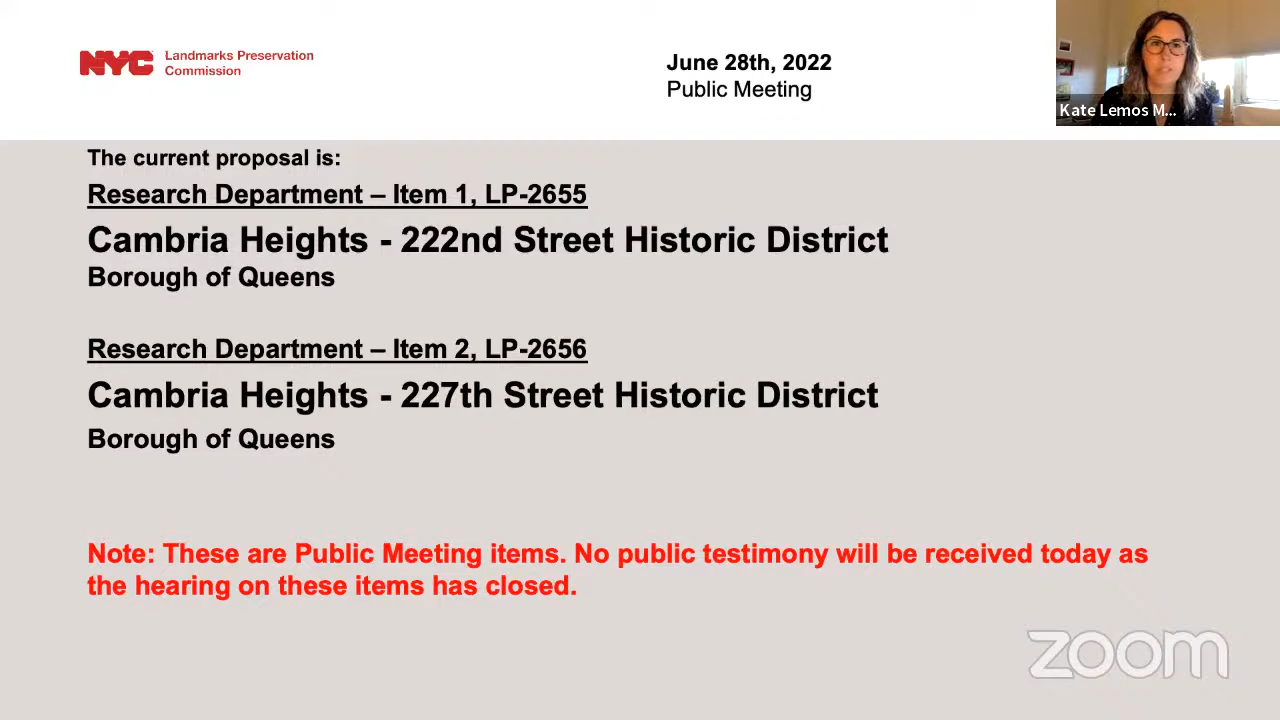 NYC Landmarks Preservation
Commission
June 28th, 2022
Public Meeting
Kate Lemos M...
The current proposal is:
Research Department – Item 1, LP-2655
Cambria Heights - 222nd Street Historic District
Borough of Queens
Research Department – Item 2, LP-2656
Cambria Heights - 227th Street Historic District
Borough of Queens
Note: These are Public Meeting items. No public testimony will be received today as
the hearing on these items has closed.
zoom